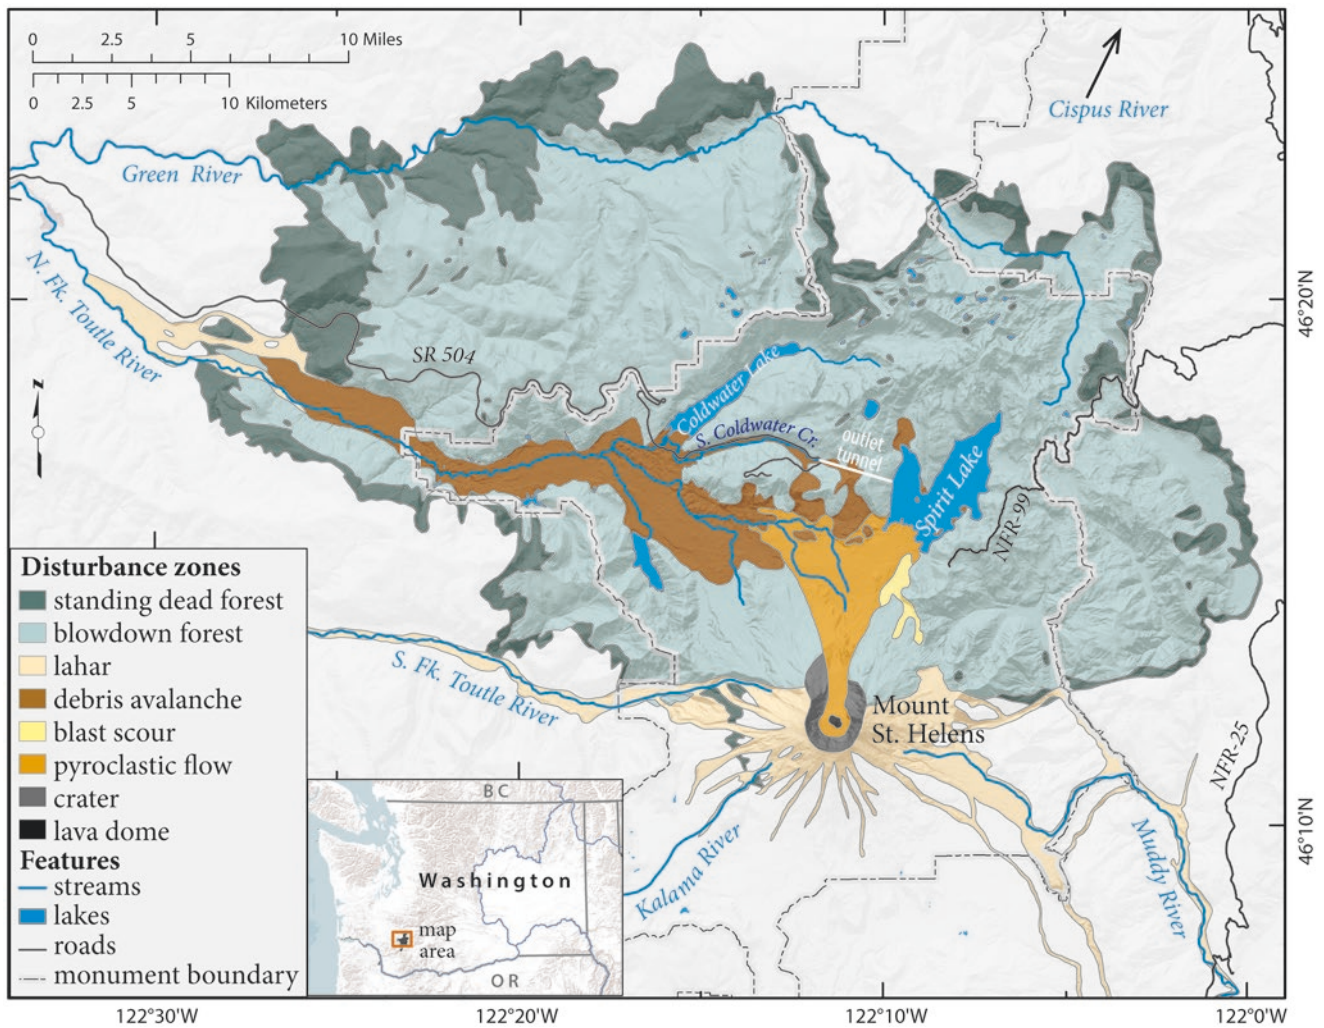 0 2.5 5 10 Miles
0 2.5 5 10 Kilometers
Cispus River
Green River
N. Fk. Toutle River
SR 504
Coldwater Lake
S. Coldwater Cr.
outlet
tunnel
Spirit Lake
NFR-99
46°20'N
z
Disturbance zones
standing dead forest
blowdown forest
lahar
debris avalanche
blast scour
pyroclastic flow
crater
lava dome
Features
streams
lakes
roads
monument boundary
S. Fk. Toutle River
Mount
St. Helens
NFR-25
Kalama River
Muddy River
46°10'N
BC
Washington
map
area
OR
122°30'W 122°20'W 122°10'W 122°0'W